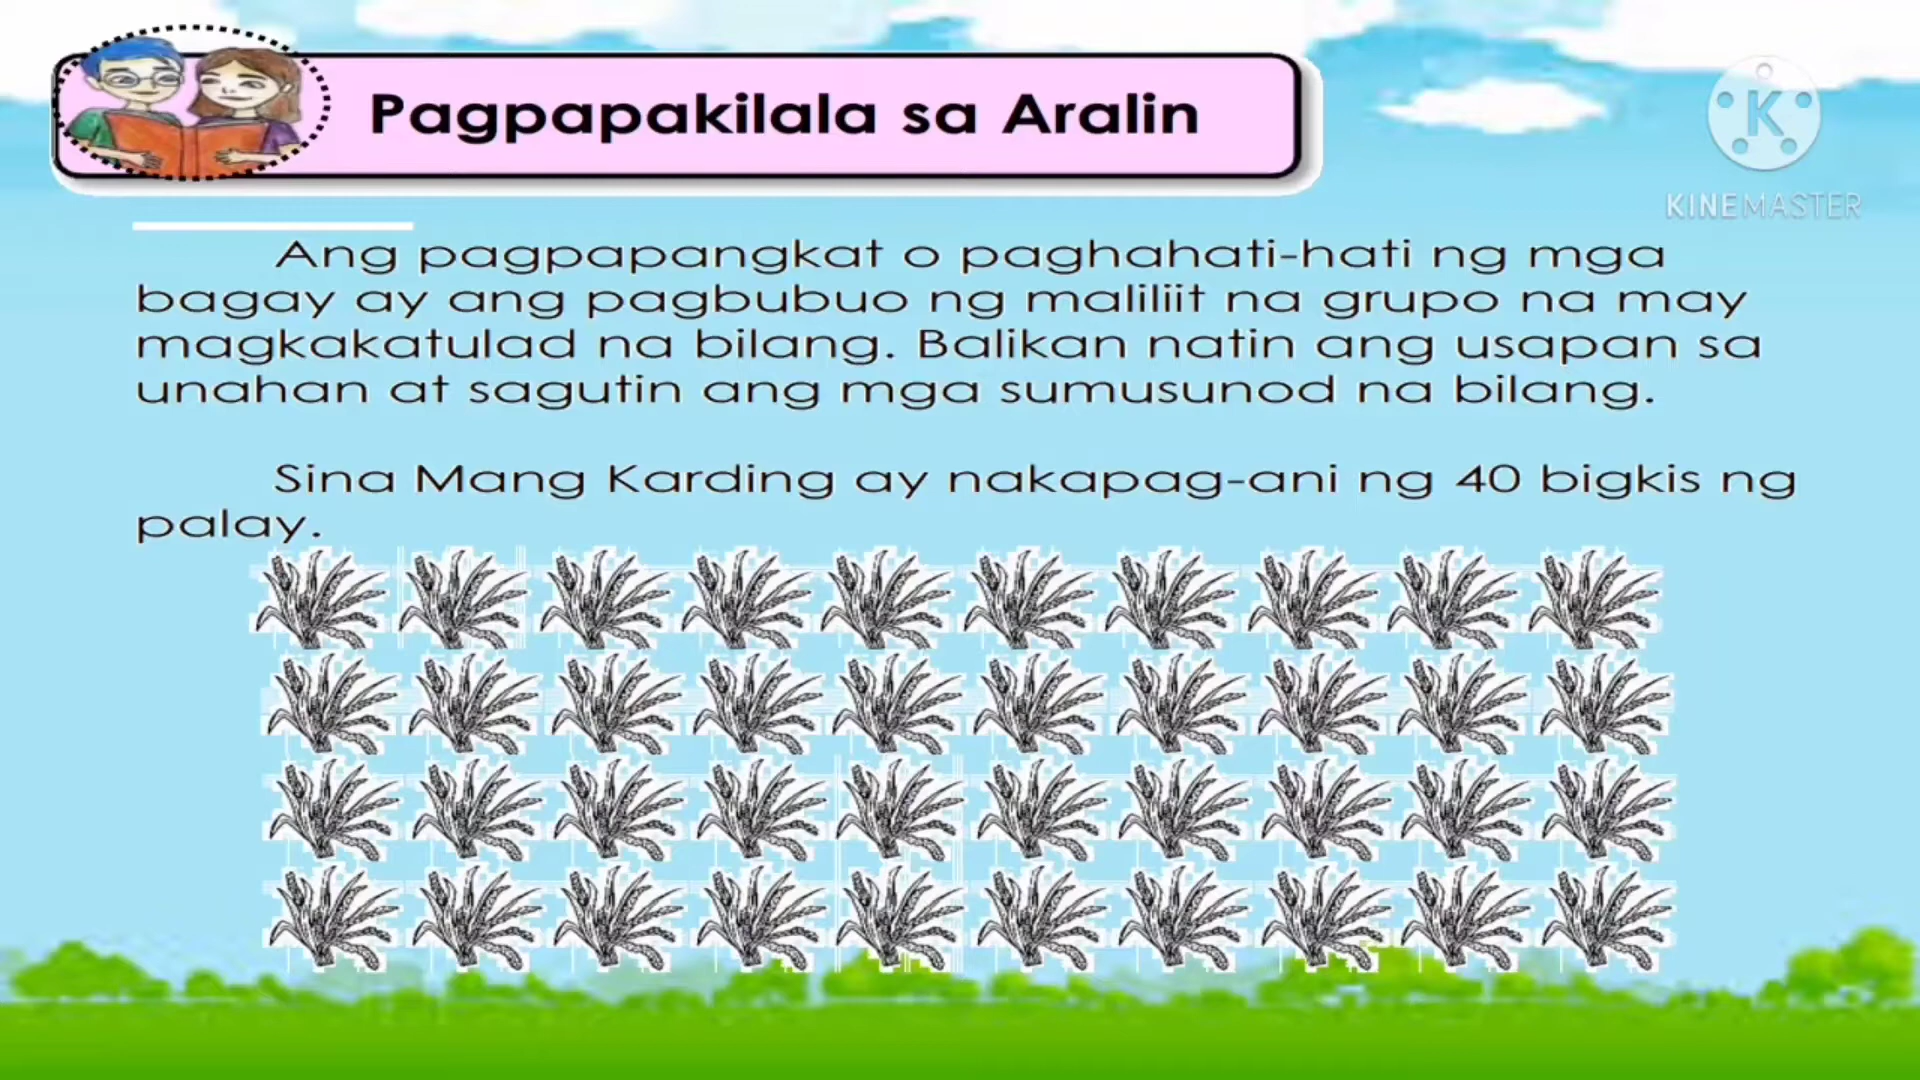 Pagpapakilala sa Aralin
KINEMASTER
Ang pagpapangkat o paghahati-hati ng mga
bagay ay ang pagbubuo ng maliliit na grupo na may
magkakatulad na bilang. Balikan natin ang usapan sa
unahan at sagutin ang mga sumusunod na bilang.
Sina Mang Karding ay nakapag-ani ng 40 bigkis ng
palay.